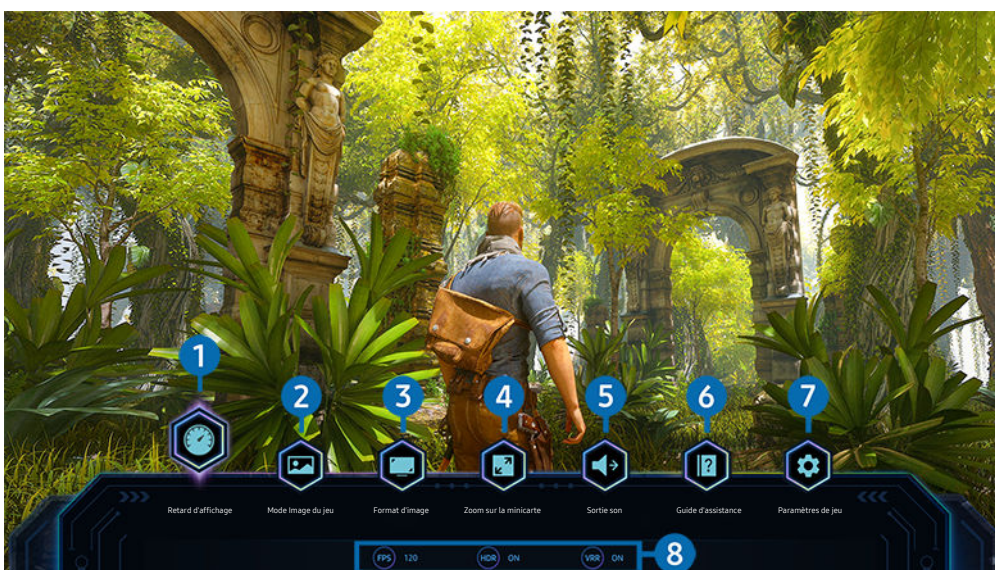 1
2
3
4
5
6
7
Retard d'affichage
Mode Image du jeu
Format d'image
Zoom sur la minicarte
Sortie son
Guide d'assistance
Paramètres de jeu
FPS 120
HDR ON
VRR ON
8